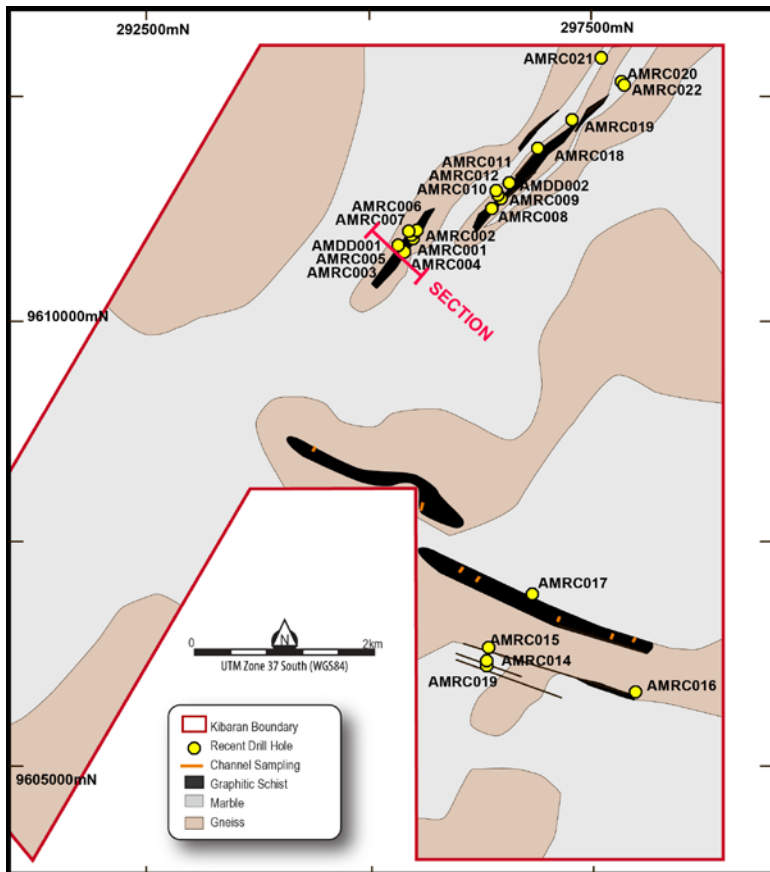 292500mN
297500mN
AMRC021
AMRC020
AMRC022
AMRC019
AMRC018
AMRC011
AMRC012
AMRC010
AMDD002
AMRC009
AMRC008
AMRC006
AMRC007
AMRC002
AMDD001
AMRC001
AMRC005
AMRC004
AMRC003
SECTION
9610000mN
AMRC017
AMRC015
AMRC014
AMRC019
AMRC016
N
0
2km
UTM Zone 37 South (WGS84)
Kibaran Boundary
Recent Drill Hole
Channel Sampling
Graphitic Schist
Marble
Gneiss
9605000mN